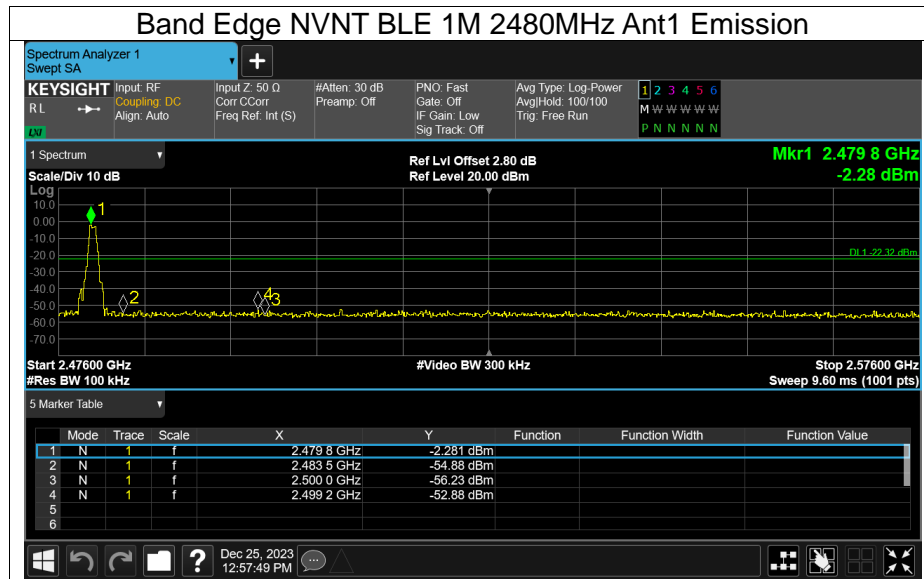 Band Edge NVNT BLE 1M 2480MHz Ant1 Emission
Spectrum Analyzer 1
Swept SA
+
KEYSIGHT
RL
LXI
Input: RF
Coupling: DC
Align: Auto
Input Z: 50 Ω
Corr CCorr
Freq Ref: Int (S)
#Atten: 30 dB
Preamp: Off
PNO: Fast
Gate: Off
IF Gain: Low
Sig Track: Off
Avg Type: Log-Power
Avg|Hold: 100/100
Trig: Free Run
1 2 3 4 5 6
M W W W W W
P N N N N N
1 Spectrum
Scale/Div 10 dB
Ref Lvl Offset 2.80 dB
Ref Level 20.00 dBm
Mkr1 2.479 8 GHz
-2.28 dBm
Log
10.0
0.00
-10.0
-20.0
-30.0
-40.0
-50.0
-60.0
-70.0
1
2
4
3
DL1 -22.32 dBm
Start 2.47600 GHz
#Res BW 100 kHz
#Video BW 300 kHz
Stop 2.57600 GHz
Sweep 9.60 ms (1001 pts)
5 Marker Table
Mode Trace Scale X Y Function Function Width Function Value
1 N 1 f 2.479 8 GHz -2.281 dBm
2 N 1 f 2.483 5 GHz -54.88 dBm
3 N 1 f 2.500 0 GHz -56.23 dBm
4 N 1 f 2.499 2 GHz -52.88 dBm
5
6
?
Dec 25, 2023
12:57:49 PM